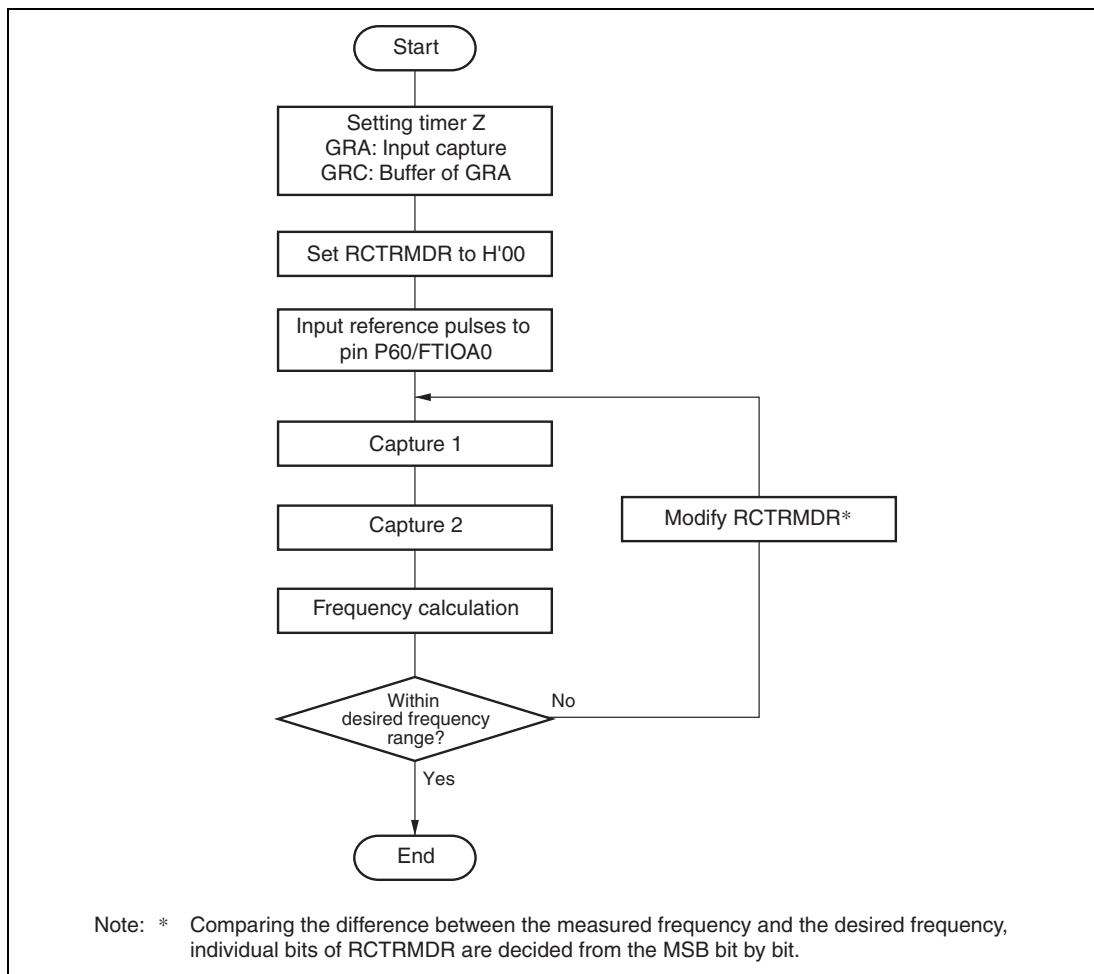 Start
Setting timer Z
GRA: Input capture
GRC: Buffer of GRA
Set RCTRMDR to H'00
Input reference pulses to
pin P60/FTIOA0
Capture 1
Capture 2
Modify RCTRMDR*
Frequency calculation
Within
desired frequency
range?
No
Yes
End
Note: * Comparing the difference between the measured frequency and the desired frequency,
individual bits of RCTRMDR are decided from the MSB bit by bit.